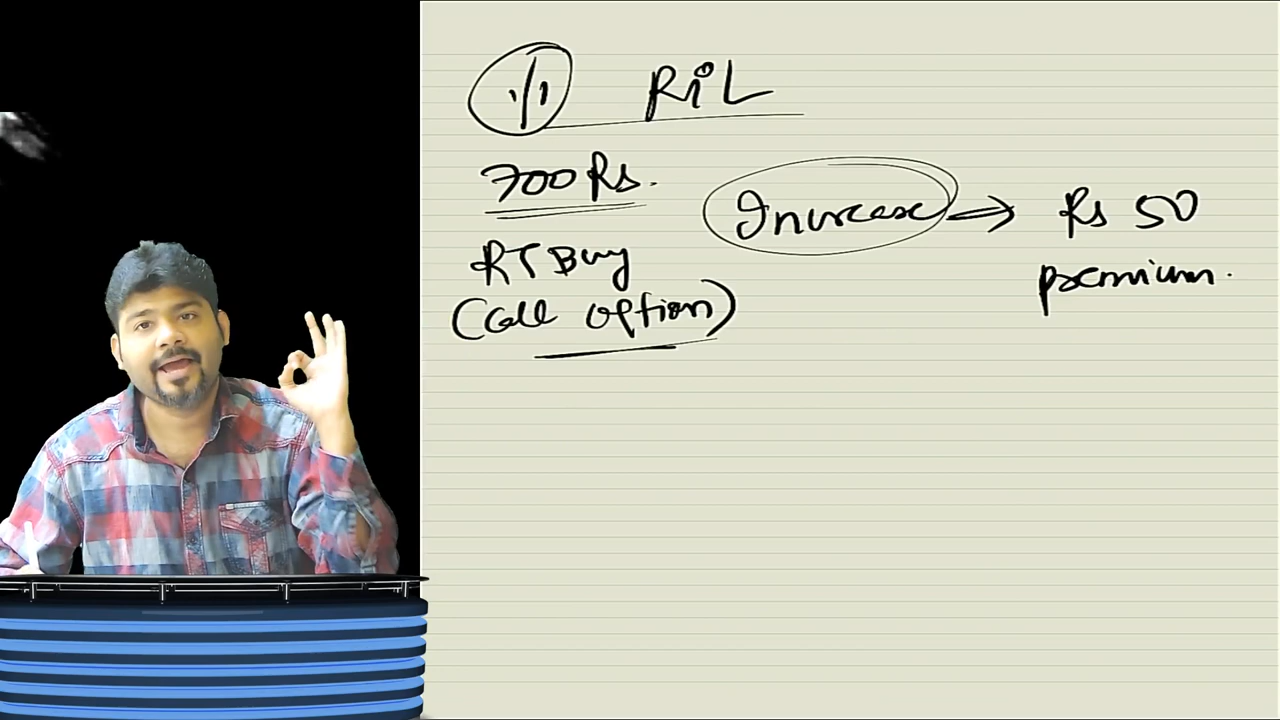 1/1 RiL
700 Rs.
Increase → Rs 50
premium.
RT Buy
(Call option)